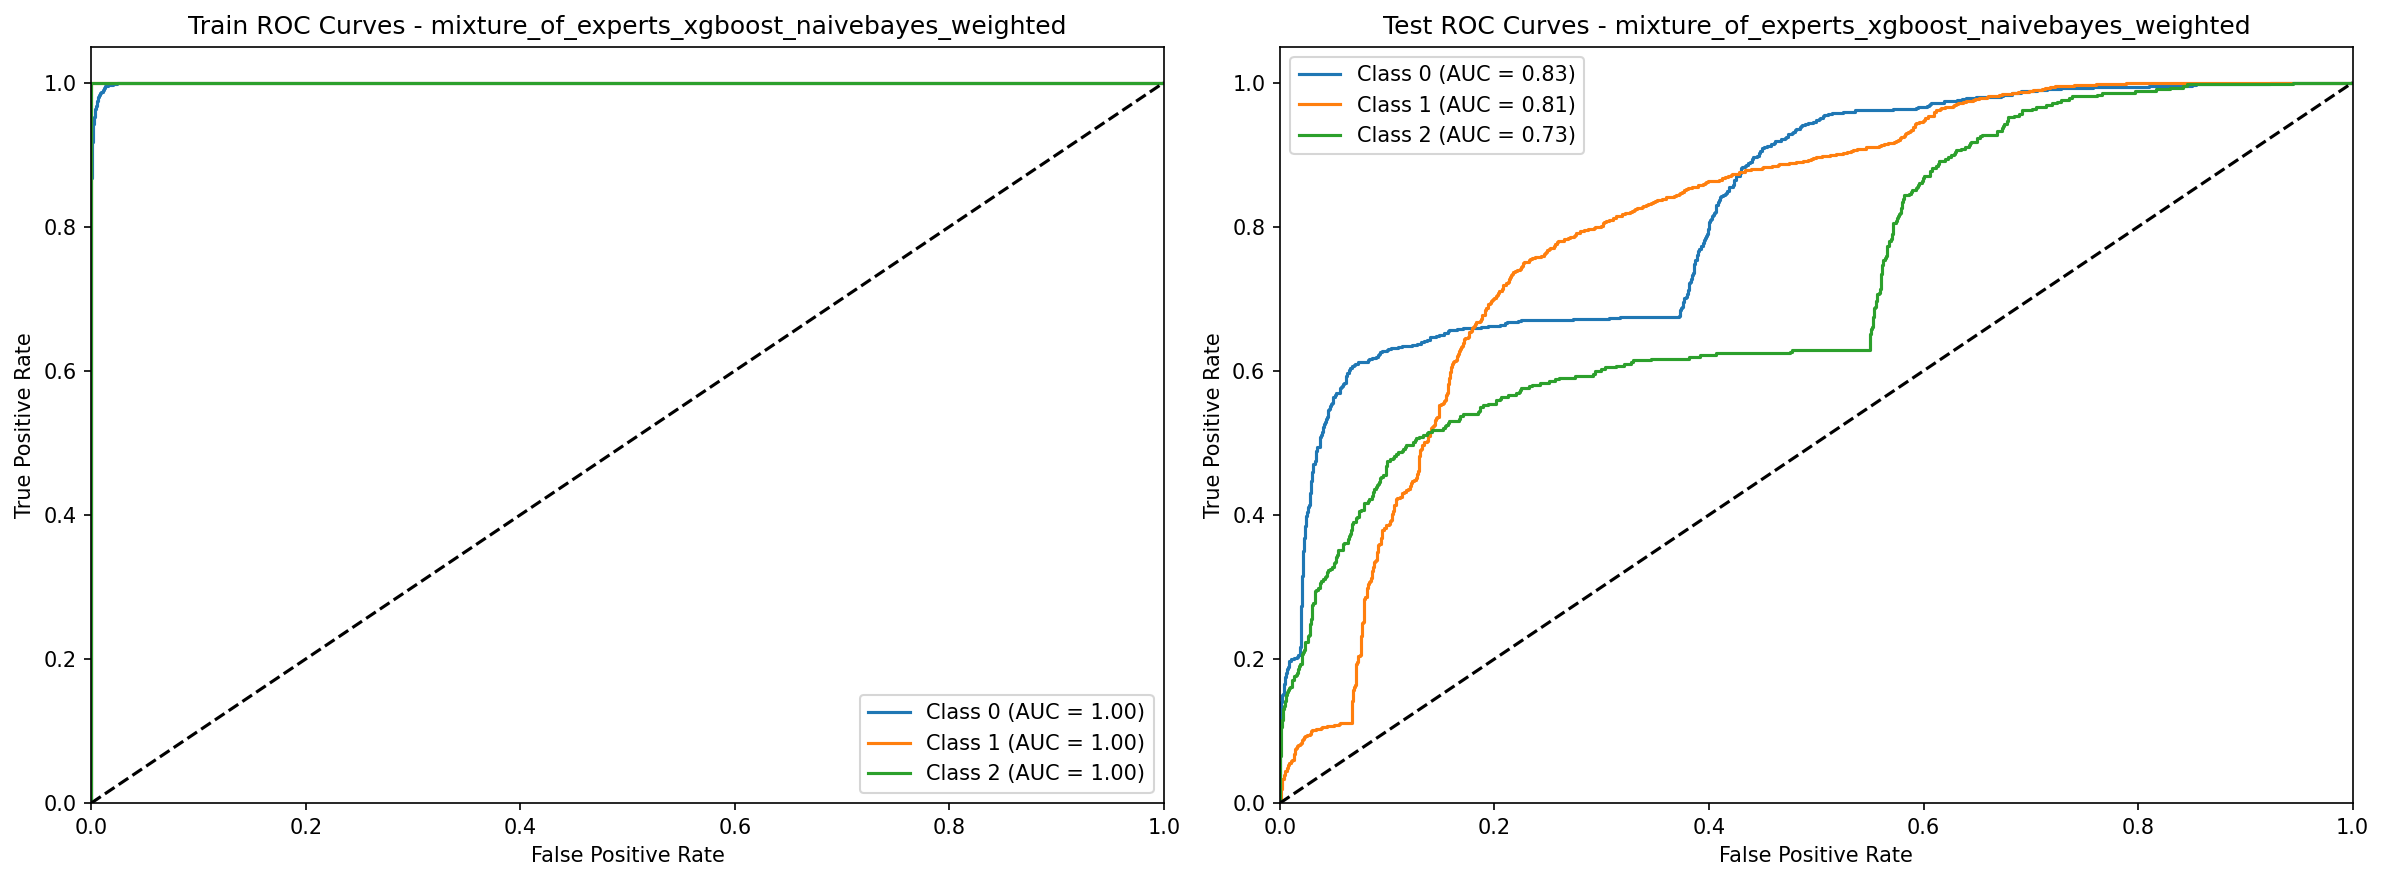 Train ROC Curves - mixture_of_experts_xgboost_naivebayes_weighted
True Positive Rate
1.0
0.8
0.6
0.4
0.2
0.0
Class 0 (AUC = 1.00)
Class 1 (AUC = 1.00)
Class 2 (AUC = 1.00)
0.0 0.2 0.4 0.6 0.8 1.0
False Positive Rate
Test ROC Curves - mixture_of_experts_xgboost_naivebayes_weighted
True Positive Rate
1.0
0.8
0.6
0.4
0.2
0.0
Class 0 (AUC = 0.83)
Class 1 (AUC = 0.81)
Class 2 (AUC = 0.73)
0.0 0.2 0.4 0.6 0.8 1.0
False Positive Rate